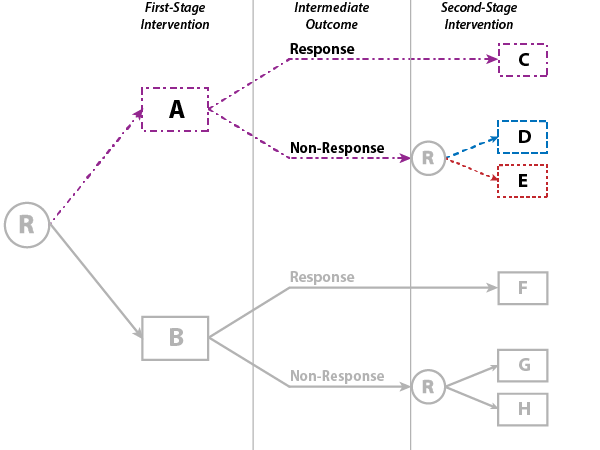 First-Stage
Intervention
Intermediate
Outcome
Second-Stage
Intervention
Response
C
A
Non-Response
R
D
E
R
Response
F
B
Non-Response
R
G
H